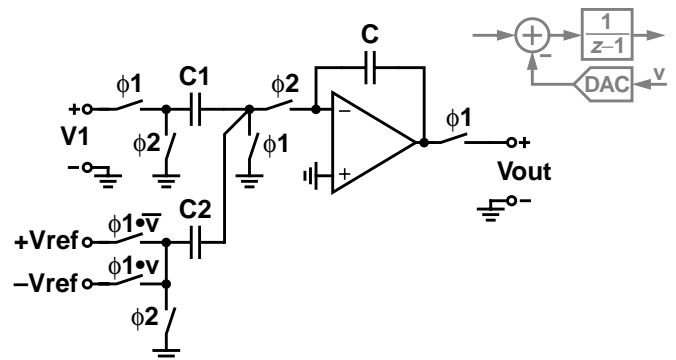 C
1
z–1
+
–
DAC
v
ϕ1
C1
ϕ2
+
V1
–
ϕ2
ϕ1
–
+
ϕ1
+
Vout
–
C2
+Vref
ϕ1•v̅
–Vref
ϕ1•v
ϕ2